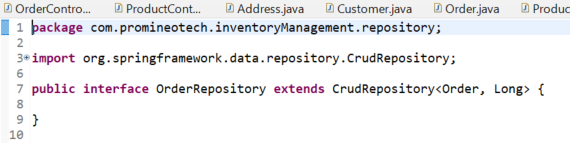 OrderContro... ProductCont... Address.java Customer.java Order.java Produc
1 package com.promineotech.inventoryManagement.repository;
2
3 import org.springframework.data.repository.CrudRepository;
6
7 public interface OrderRepository extends CrudRepository<Order, Long> {
8
9 }
10